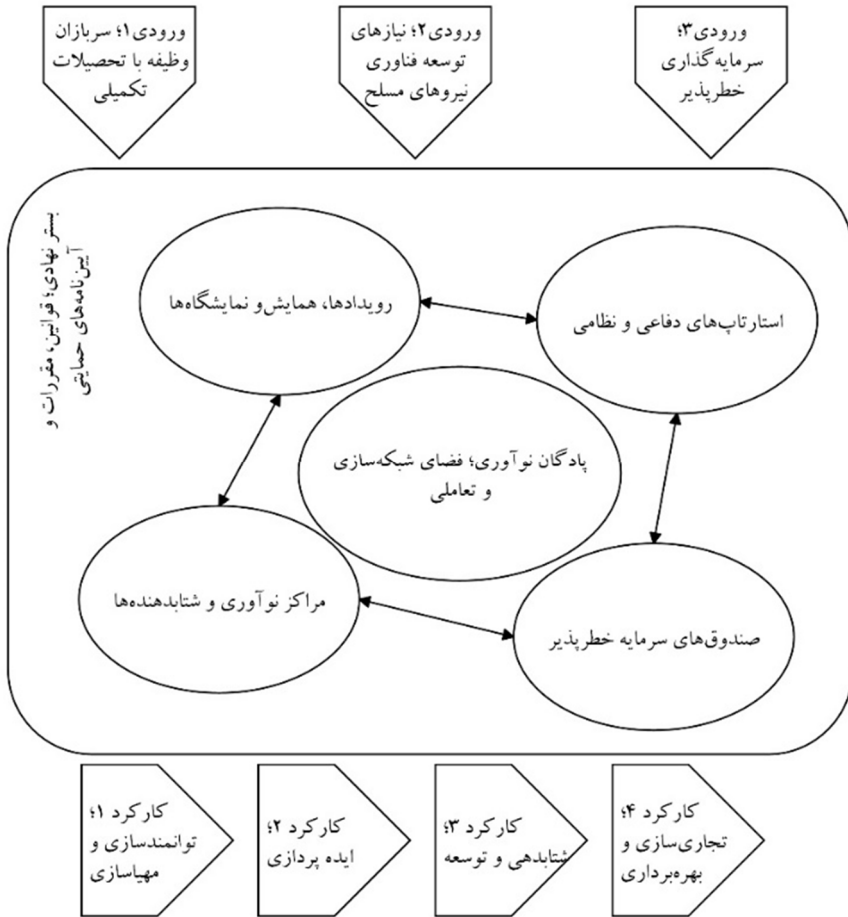 ورودی۱؛ سربازان
وظیفه با تحصیلات
تکمیلی
ورودی۲؛ نیازهای
توسعه فناوری
نیروهای مسلح
ورودی۳؛
سرمایه‌گذاری
خطرپذیر
بستر نهادی؛ قوانین، مقررات و
آیین‌نامه‌های حمایتی
رویدادها، همایش‌و نمایشگاه‌ها
استارتاپ‌های دفاعی و نظامی
پادگان نوآوری؛ فضای شبکه‌سازی
و تعاملی
مراکز نوآوری و شتابدهنده‌ها
صندوق‌های سرمایه خطرپذیر
کارکرد ۱؛
توانمندسازی و
مهیاسازی
کارکرد ۲؛
ایده پردازی
کارکرد ۳؛
شتابدهی و توسعه
کارکرد ۴؛
تجاری‌سازی و
بهره‌برداری